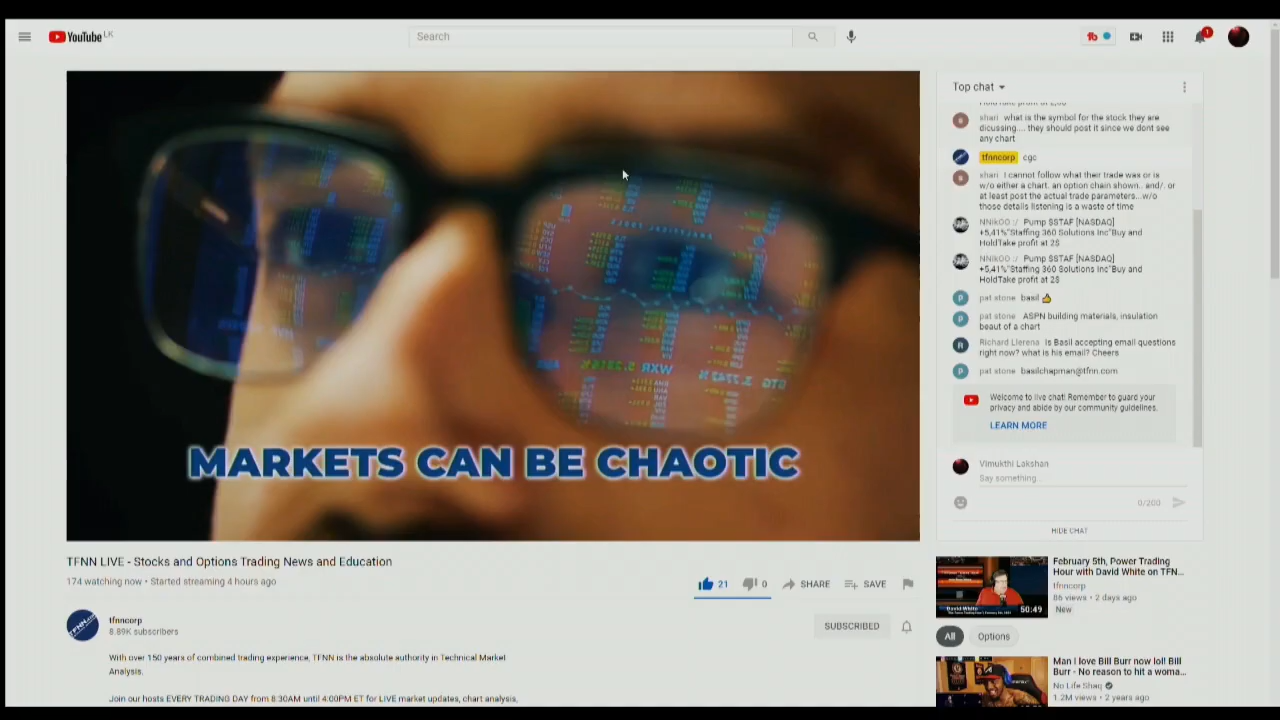 YouTube LK
Search
1
Top chat
shari what is the symbol for the stock they are
dicussing.... they should post it since we dont see
any chart
tfnncorp cgc
shari I cannot follow what their trade was or is
w/o either a chart. an option chain shown.. and/. or
at least post the actual trade parameters...w/o
those details listening is a waste of time
NNikOO :/ Pump $STAF [NASDAQ]
+5,41%"Staffing 360 Solutions Inc"Buy and
HoldTake profit at 2$
NNikOO :/ Pump $STAF [NASDAQ]
+5,41%"Staffing 360 Solutions Inc"Buy and
HoldTake profit at 2$
pat stone basil 👍
pat stone ASPN building materials, insulation
beaut of a chart
Richard Llerena Is Basil accepting email questions
right now? what is his email? Cheers
pat stone basilchapman@tfnn.com
Welcome to live chat! Remember to guard your
privacy and abide by our community guidelines.
LEARN MORE
Vimukthi Lakshan
Say something...
0/200
HIDE CHAT
MARKETS CAN BE CHAOTIC
TFNN LIVE - Stocks and Options Trading News and Education
174 watching now • Started streaming 4 hours ago
21
0
SHARE
SAVE
tfnncorp
8.89K subscribers
SUBSCRIBED
With over 150 years of combined trading experience, TFNN is the absolute authority in Technical Market
Analysis.
Join our hosts EVERY TRADING DAY from 8:30AM until 4:00PM ET for LIVE market updates, chart analysis,
David White
50:49
February 5th, Power Trading
Hour with David White on TFN...
tfnncorp
86 views • 2 days ago
New
All
Options
Man I love Bill Burr now lol! Bill
Burr - No reason to hit a woma...
No Life Shaq
1.2M views • 2 years ago